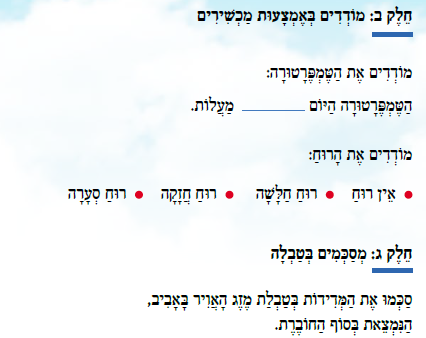 חֵלֶק ב: מוֹדְדִים בְּאֶמְצָעוּת מַכְשִׁירִים
מוֹדְדִים אֶת הַטֶּמְפֶּרָטוּרָה:
הַטֶּמְפֶּרָטוּרָה הַיּוֹם ________ מַעֲלוֹת.
מוֹדְדִים אֶת הָרוּחַ:
• אֵין רוּחַ • רוּחַ חַלָּשָׁה • רוּחַ חֲזָקָה • רוּחַ סְעָרָה
חֵלֶק ג: מְסַכְּמִים בְּטַבְלָה
סַכְּמוּ אֶת הַמְּדִידוֹת בְּטַבְלַת מֶזֶג הָאֲוִיר בָּאָבִיב,
הַנִּמְצֵאת בְּסוֹף הַחוֹבֶרֶת.